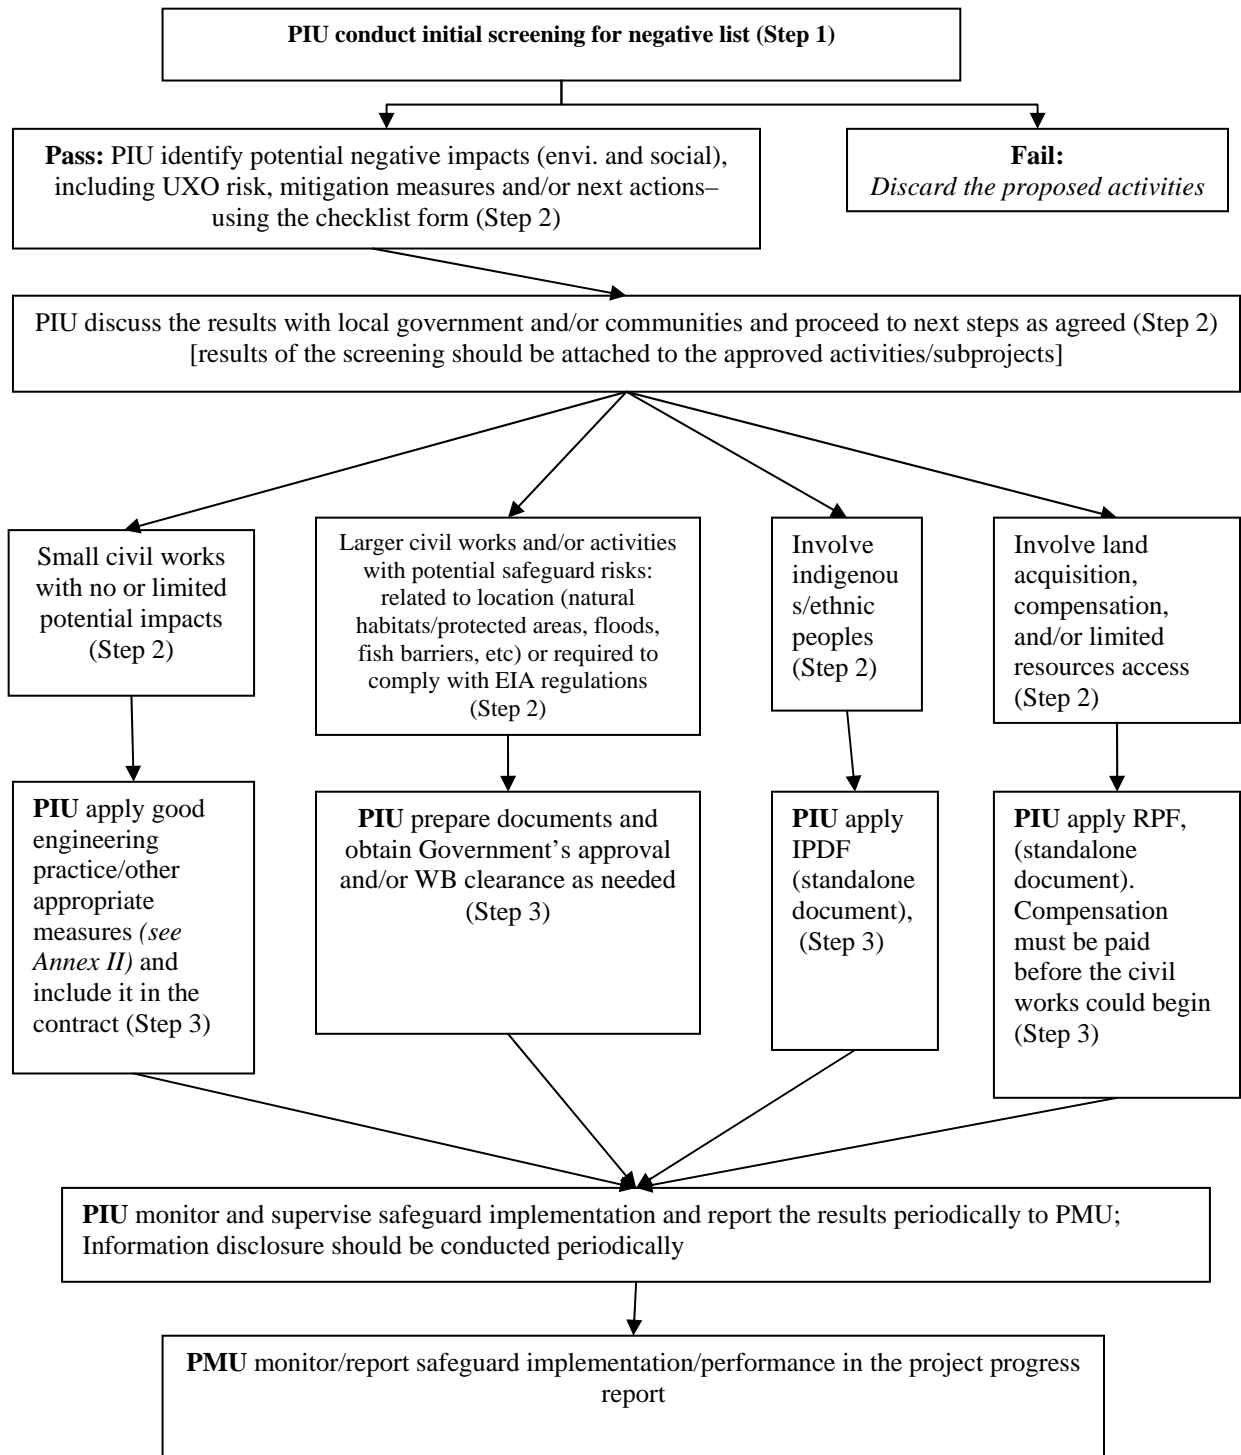 PIU conduct initial screening for negative list (Step 1)
Pass: PIU identify potential negative impacts (envi. and social),
including UXO risk, mitigation measures and/or next actions–
using the checklist form (Step 2)
Fail:
Discard the proposed activities
PIU discuss the results with local government and/or communities and proceed to next steps as agreed (Step 2)
[results of the screening should be attached to the approved activities/subprojects]
Small civil works
with no or limited
potential impacts
(Step 2)
Larger civil works and/or activities
with potential safeguard risks:
related to location (natural
habitats/protected areas, floods,
fish barriers, etc) or required to
comply with EIA regulations
(Step 2)
Involve
indigenou
s/ethnic
peoples
(Step 2)
Involve land
acquisition,
compensation,
and/or limited
resources access
(Step 2)
PIU apply good
engineering
practice/other
appropriate
measures (see
Annex II) and
include it in the
contract (Step 3)
PIU prepare documents and
obtain Government’s approval
and/or WB clearance as needed
(Step 3)
PIU apply
IPDF
(standalone
document),
(Step 3)
PIU apply RPF,
(standalone
document).
Compensation
must be paid
before the civil
works could begin
(Step 3)
PIU monitor and supervise safeguard implementation and report the results periodically to PMU;
Information disclosure should be conducted periodically
PMU monitor/report safeguard implementation/performance in the project progress
report